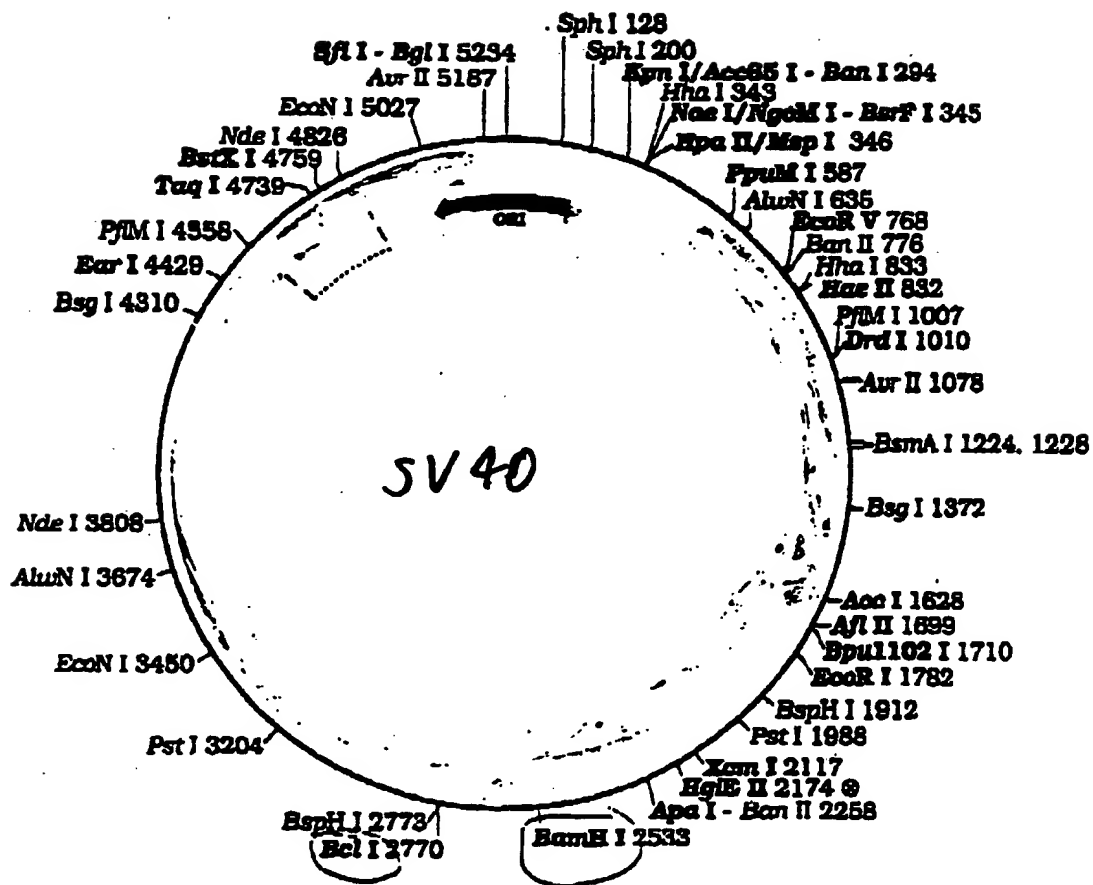 Sph I 128
Sph I 200
Kpn I/Acc65 I - Ban I 294
Hha I 343
Nae I/NgoM I - BsrF I 345
Hpa II/Msp I 346
PpuM I 587
AlwN I 635
EcoR V 768
Ban II 776
Hha I 833
Hae II 832
PflM I 1007
Drd I 1010
Avr II 1078
BsmA I 1224, 1228
Bsg I 1372
Acc I 1628
Afl II 1699
Bpu1102 I 1710
EcoR I 1782
BspH I 1912
Pst I 1988
Xcm I 2117
HgiE II 2174 ⊕
Apa I - Ban II 2258
BamH I 2533
BspH I 2773
Bcl I 2770
Pst I 3204
EcoN I 3450
AlwN I 3674
Nde I 3808
Bsg I 4310
Ear I 4429
PflM I 4558
Taq I 4739
BstX I 4759
Nde I 4826
EcoN I 5027
Avr II 5187
Sfi I - Bgl I 5234
ori
SV40